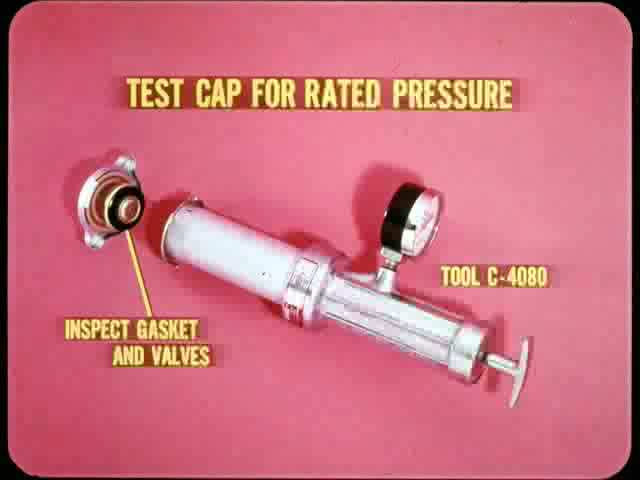 TEST CAP FOR RATED PRESSURE
TOOL C-4080
INSPECT GASKET
AND VALVES